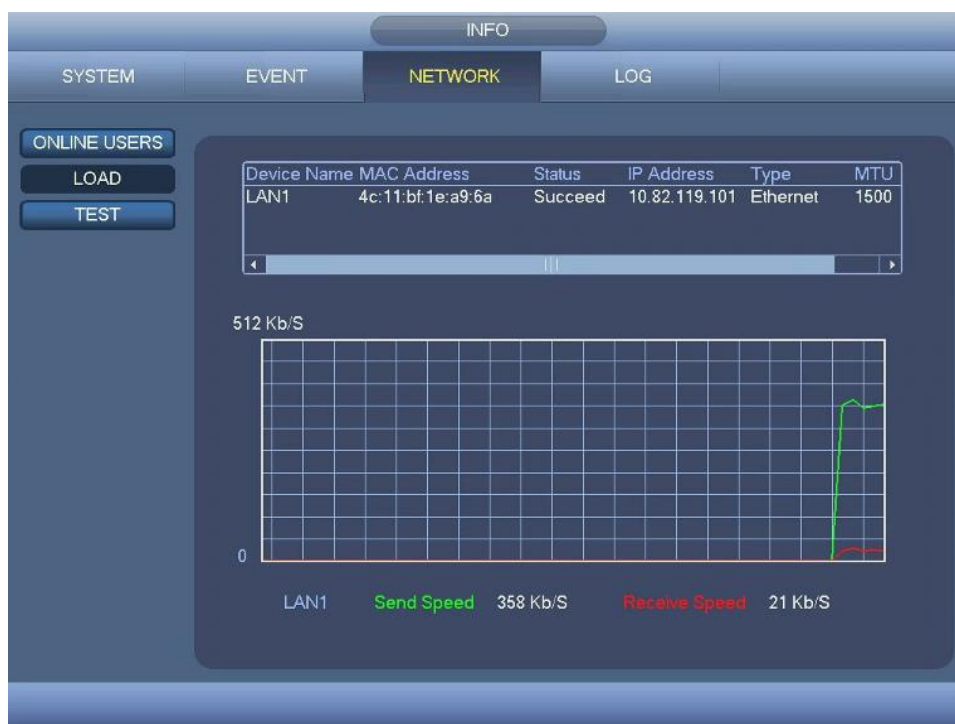 INFO
SYSTEM EVENT NETWORK LOG
ONLINE USERS
LOAD
TEST
Device Name MAC Address Status IP Address Type MTU
LAN1 4c:11:bf:1e:a9:6a Succeed 10.82.119.101 Ethernet 1500
512 Kb/S
0
LAN1 Send Speed 358 Kb/S Receive Speed 21 Kb/S